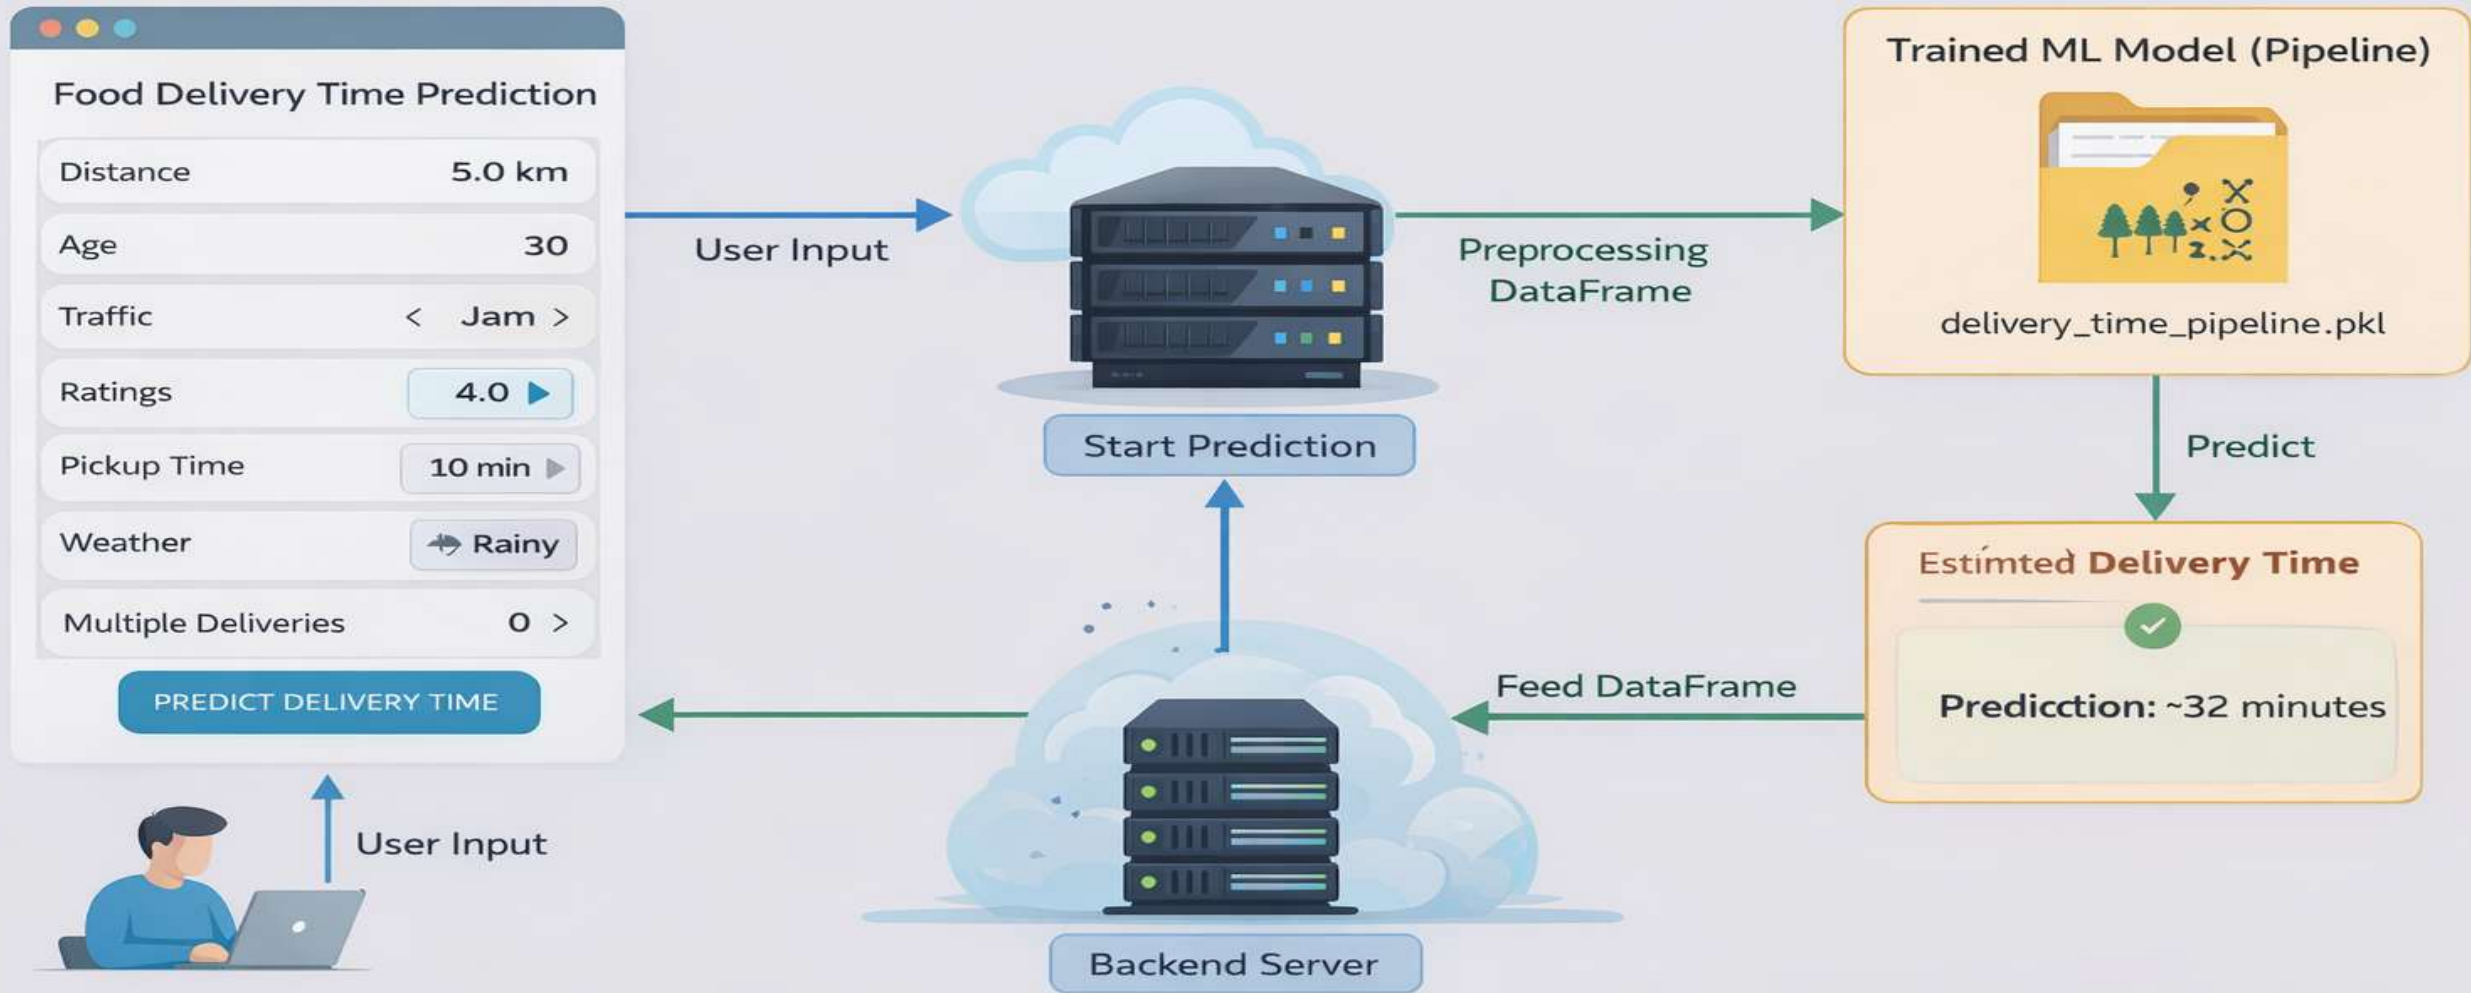 Food Delivery Time Prediction
Distance 5.0 km
Age 30
Traffic < Jam >
Ratings 4.0
Pickup Time 10 min
Weather Rainy
Multiple Deliveries 0 >
PREDICT DELIVERY TIME
User Input
User Input
Start Prediction
Preprocessing
DataFrame
Trained ML Model (Pipeline)
delivery_time_pipeline.pkl
Predict
Estimted Delivery Time
Predicction: ~32 minutes
Feed DataFrame
Backend Server